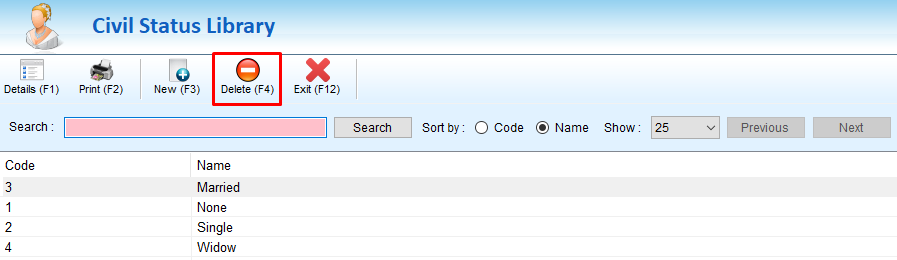 Civil Status Library
Details (F1) Print (F2) New (F3) Delete (F4) Exit (F12)
Search : Search Sort by : Code Name Show : 25 Previous Next
Code Name
3 Married
1 None
2 Single
4 Widow